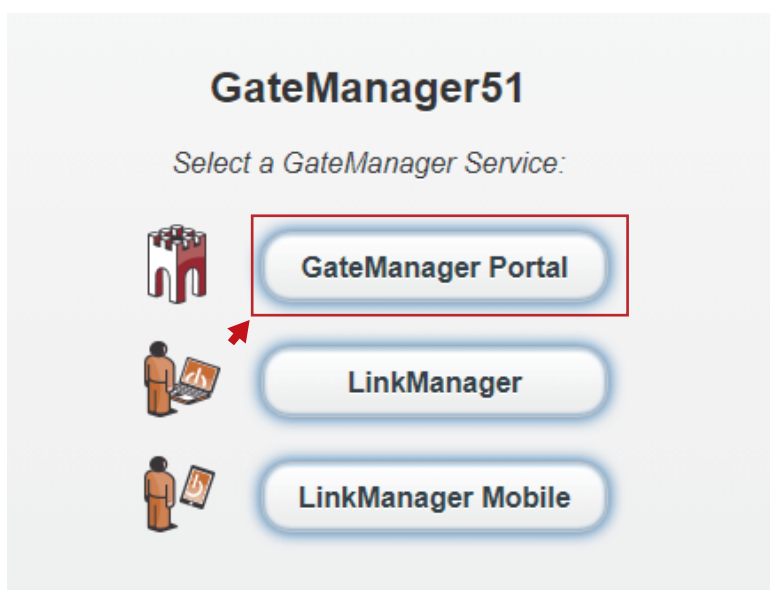 GateManager51
Select a GateManager Service:
GateManager Portal
LinkManager
LinkManager Mobile